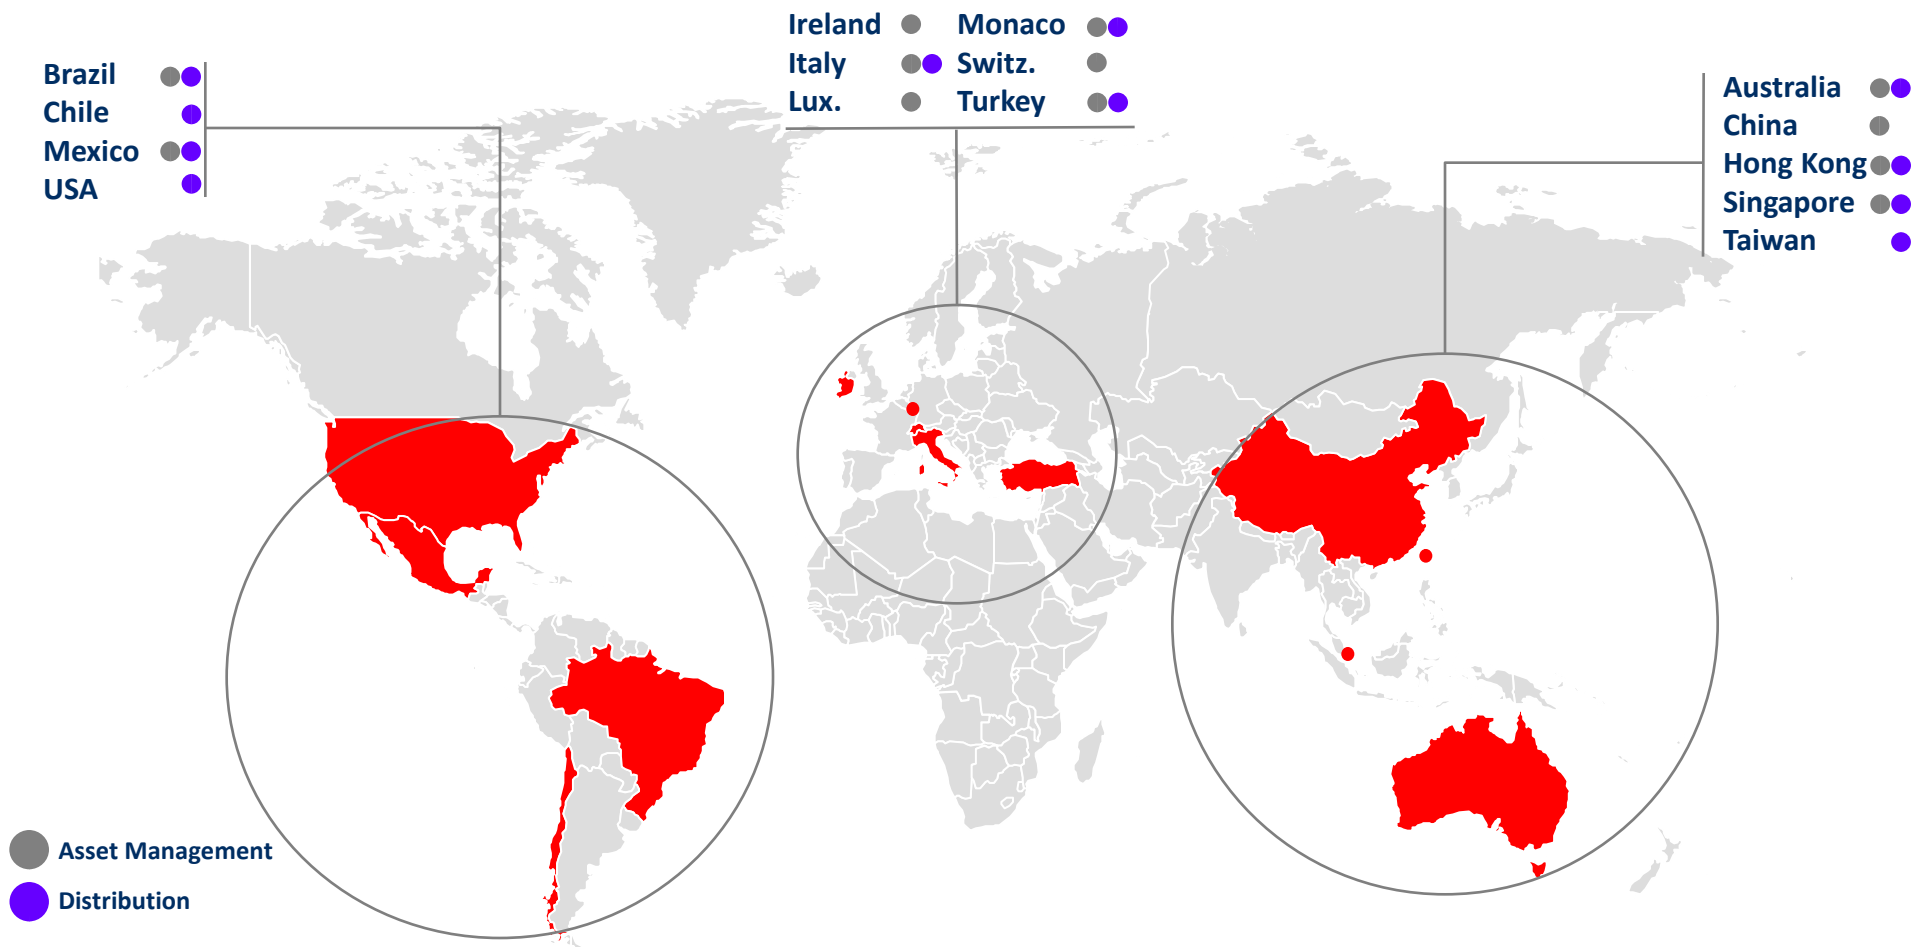 Brazil
Chile
Mexico
USA
Ireland
Italy
Lux.
Monaco
Switz.
Turkey
Australia
China
Hong Kong
Singapore
Taiwan
Asset Management
Distribution